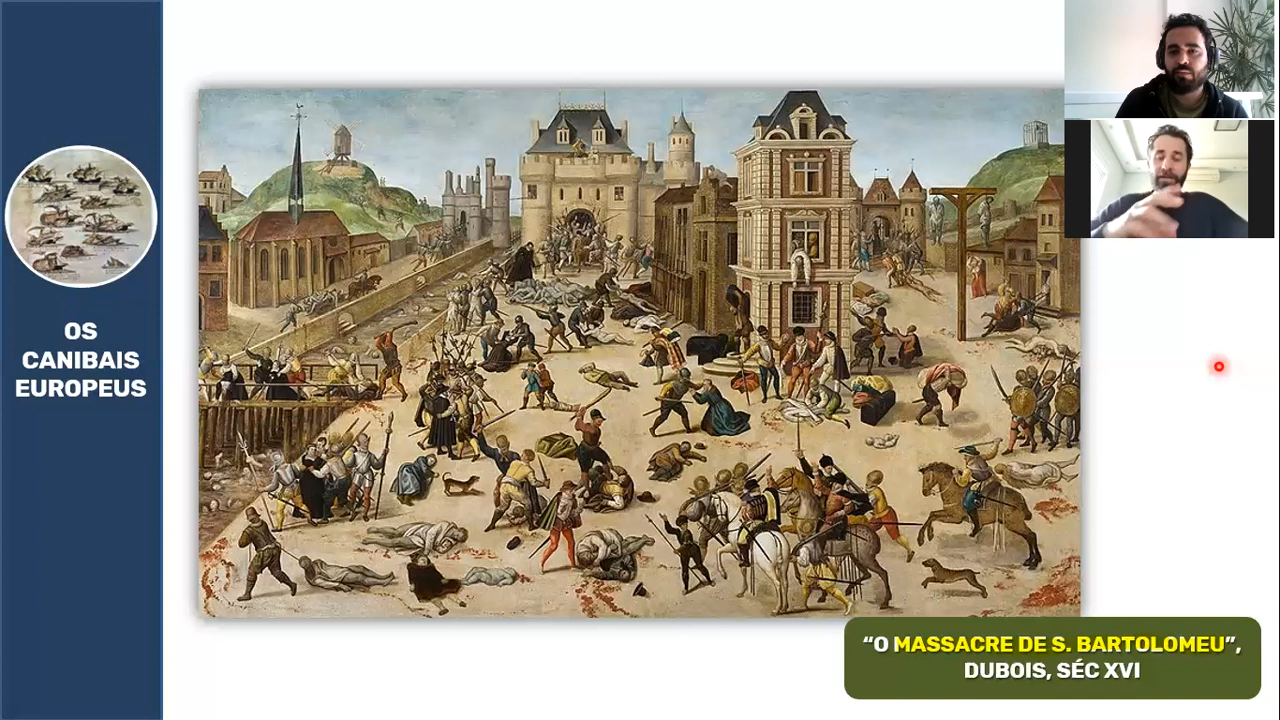 OS
CANIBAIS
EUROPEUS
“O MASSACRE DE S. BARTOLOMEU”,
DUBOIS, SÉC XVI